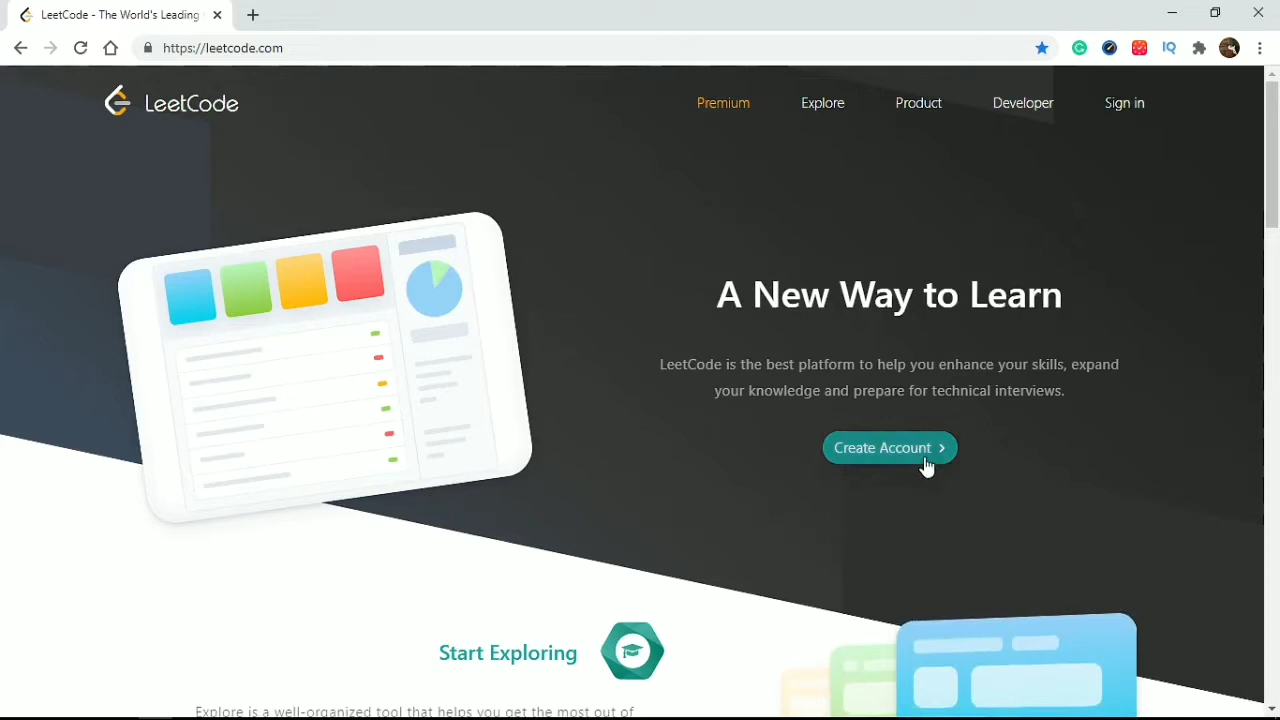 LeetCode - The World's Leading
https://leetcode.com
IQ
LeetCode
Premium
Explore
Product
Developer
Sign in
A New Way to Learn
LeetCode is the best platform to help you enhance your skills, expand
your knowledge and prepare for technical interviews.
Create Account
Start Exploring
Explore is a well-organized tool that helps you get the most out of